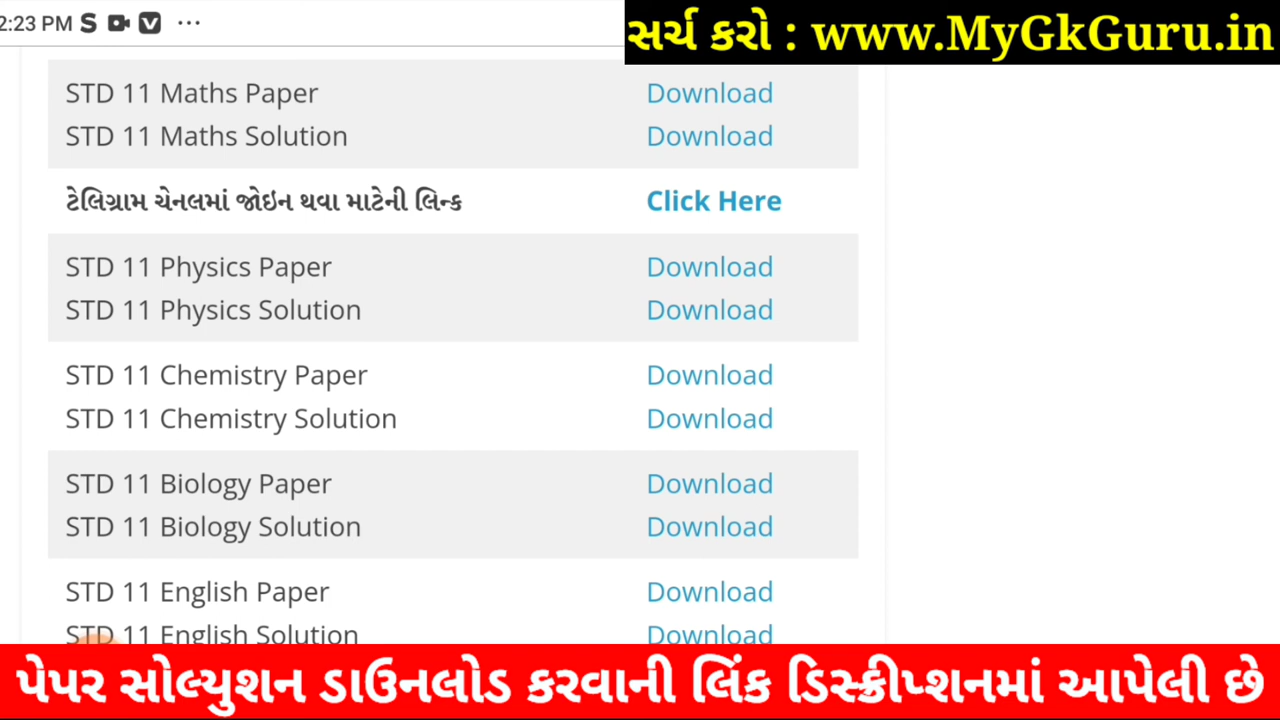 2:23 PM S V ...
સર્ચ કરો : www.MyGkGuru.in
STD 11 Maths Paper Download
STD 11 Maths Solution Download
ટેલિગ્રામ ચેનલમાં જોઇન થવા માટેની લિન્ક Click Here
STD 11 Physics Paper Download
STD 11 Physics Solution Download
STD 11 Chemistry Paper Download
STD 11 Chemistry Solution Download
STD 11 Biology Paper Download
STD 11 Biology Solution Download
STD 11 English Paper Download
STD 11 English Solution Download
પેપર સોલ્યુશન ડાઉનલોડ કરવાની લિંક ડિસ્ક્રીપ્શનમાં આપેલી છે